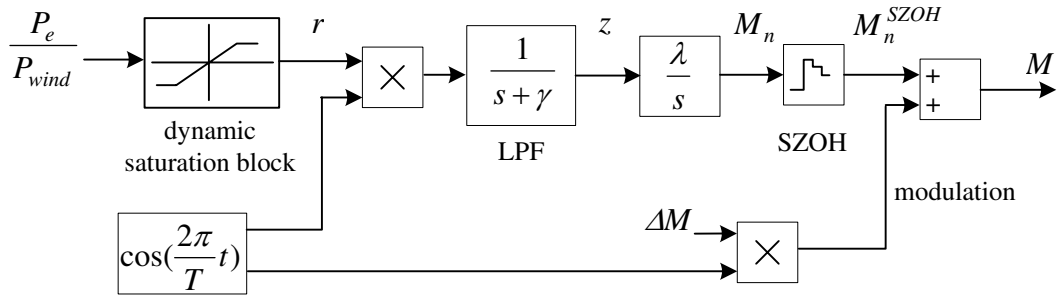 P_e
P_wind
r
×
1
s + γ
z
λ
s
M_n
M_n^SZOH
+
+
M
dynamic
saturation block
LPF
SZOH
modulation
cos(2π/T t)
ΔM
×